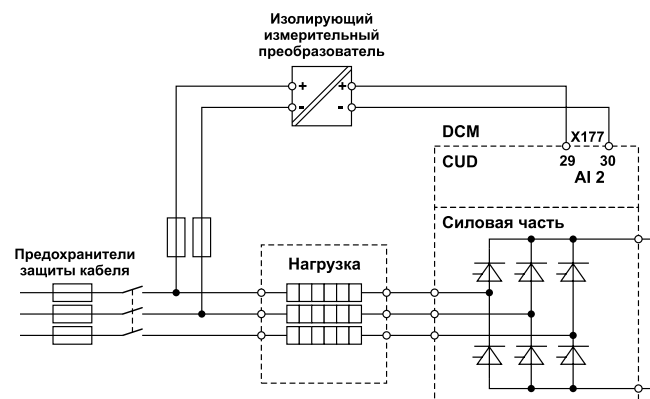 Изолирующий
измерительный
преобразователь
+ +
- -
DCM
X177
CUD
29 30
AI 2
Силовая часть
Предохранители
защиты кабеля
Нагрузка